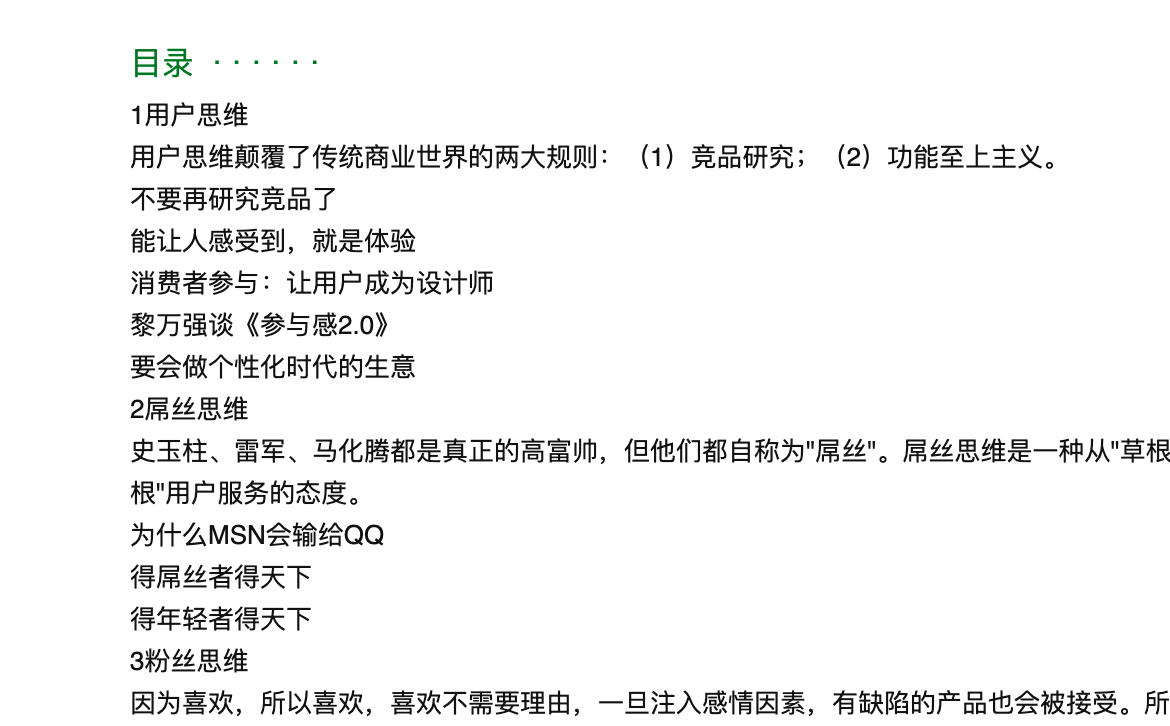 目录 · · · · · ·
1用户思维
用户思维颠覆了传统商业世界的两大规则：（1）竞品研究；（2）功能至上主义。
不要再研究竞品了
能让人感受到，就是体验
消费者参与：让用户成为设计师
黎万强谈《参与感2.0》
要会做个性化时代的生意
2屌丝思维
史玉柱、雷军、马化腾都是真正的高富帅，但他们都自称为"屌丝"。屌丝思维是一种从"草根
根"用户服务的态度。
为什么MSN会输给QQ
得屌丝者得天下
得年轻者得天下
3粉丝思维
因为喜欢，所以喜欢，喜欢不需要理由，一旦注入感情因素，有缺陷的产品也会被接受。所